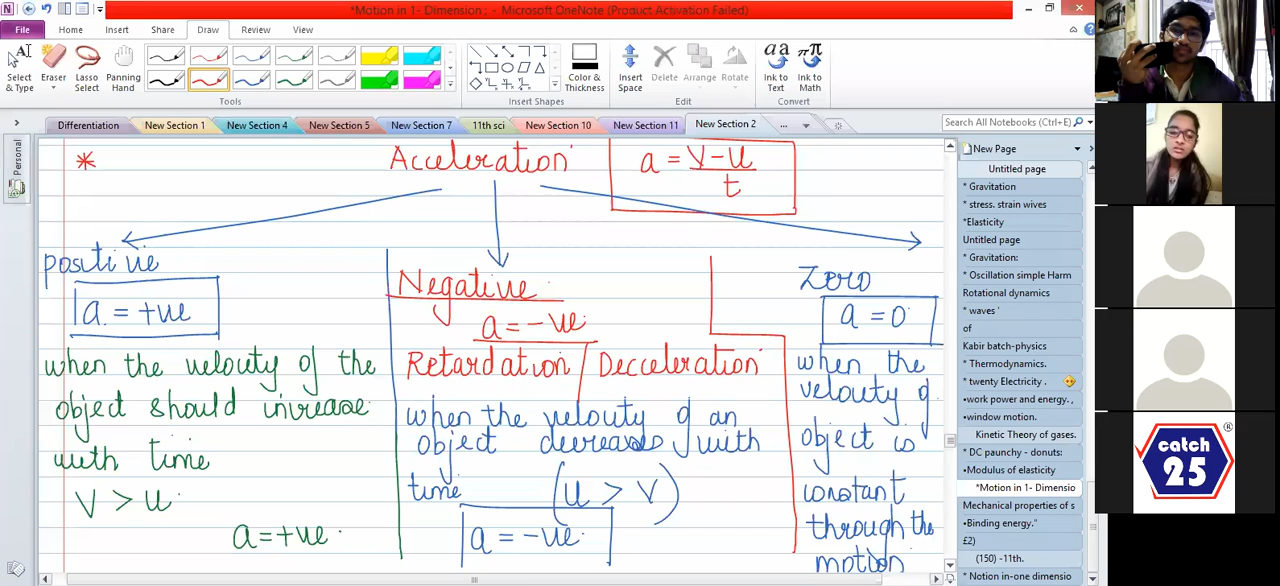 *Motion in 1- Dimension ; - Microsoft OneNote (Product Activation Failed)
File Home Insert Share Draw Review View
Select & Type
Eraser
Lasso Select
Panning Hand
Color & Thickness
Insert Space
Delete
Arrange
Rotate
Ink to Text
Ink to Math
Tools
Insert Shapes
Edit
Convert
Differentiation New Section 1 New Section 4 New Section 5 New Section 7 11th sci New Section 10 New Section 11 New Section 2 ...
Search All Notebooks (Ctrl+E)
Personal
* Acceleration a = v-u
t
positive
a = +ve
when the velouty of the
object should increase
with time
v > u
a=+ve
Negative
a = -ve
Retardation / Decceleration
when the velouty of an
object decreases with
time (u > v)
a = -ve
Zero
a = 0
when the
velouty of
object is
constant
through the
motion
New Page
Untitled page
* Gravitation
* stress. strain wives
*Elasticity
Untitled page
* Gravitation:
* Oscillation simple Harm
Rotational dynamics
* waves '
of
Kabir batch-physics
* Thermodynamics.
* twenty Electricity .
•work power and energy. ,
•window motion.
Kinetic Theory of gases.
* DC paunchy - donuts:
•Modulus of elasticity
*Motion in 1- Dimensio
Mechanical properties of s
•Binding energy."
£2)
(150) -11th.
* Notion in-one dimensio
catch
25
®